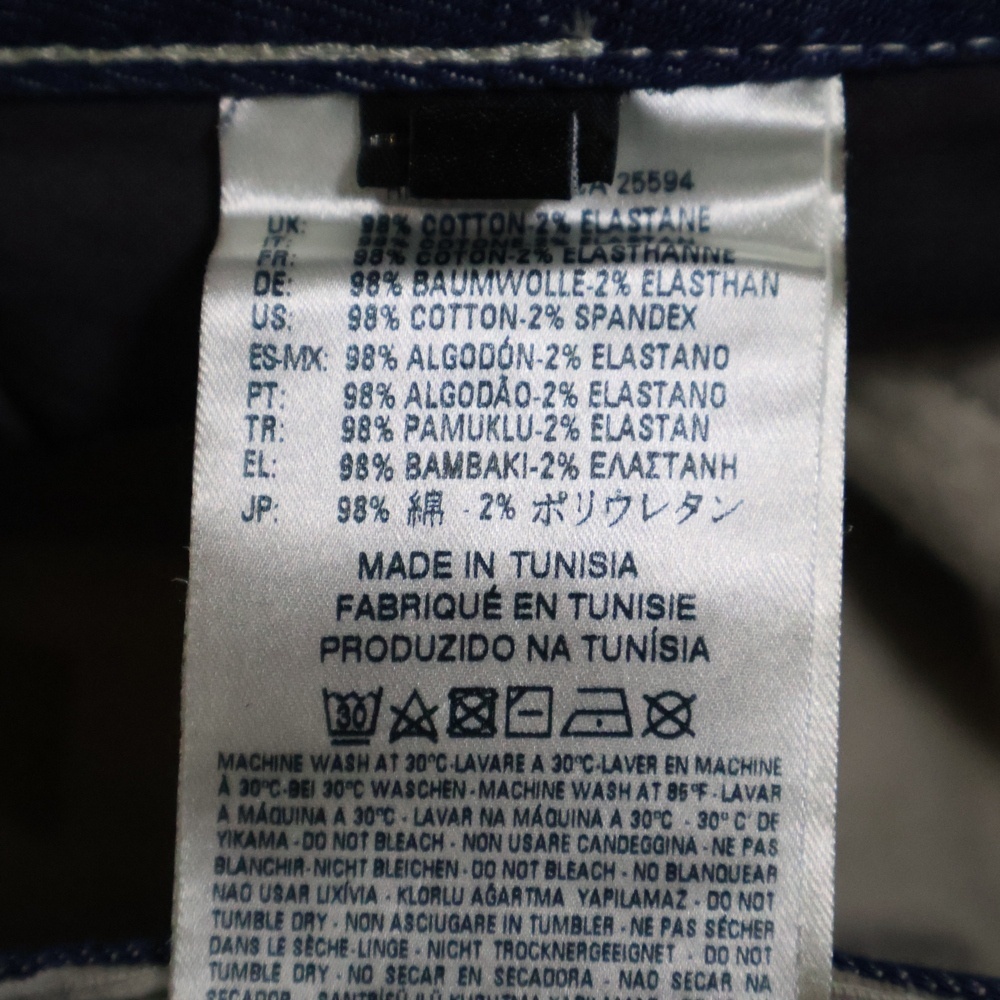 CA 25594
UK: 98% COTTON-2% ELASTANE
FR: 98% COTON-2% ELASTHANNE
DE: 98% BAUMWOLLE-2% ELASTHAN
US: 98% COTTON-2% SPANDEX
ES-MX: 98% ALGODÓN-2% ELASTANO
PT: 98% ALGODÃO-2% ELASTANO
TR: 98% PAMUKLU-2% ELASTAN
EL: 98% BAMBAKI-2% ΕΛΑΣΤΑΝΗ
JP: 98% 綿 - 2% ポリウレタン
MADE IN TUNISIA
FABRIQUÉ EN TUNISIE
PRODUZIDO NA TUNÍSIA
30
MACHINE WASH AT 30°C-LAVARE A 30°C-LAVER EN MACHINE
À 30°C-BEI 30°C WASCHEN - MACHINE WASH AT 85°F - LAVAR
A MÁQUINA A 30°C - LAVAR NA MÁQUINA À 30°C - 30° C' DE
YIKAMA - DO NOT BLEACH - NON USARE CANDEGGINA - NE PAS
BLANCHIR-NICHT BLEICHEN - DO NOT BLEACH - NO BLANQUEAR
NAO USAR LIXÍVIA - KLORLU AĞARTMA YAPILAMAZ - DO NOT
TUMBLE DRY - NON ASCIUGARE IN TUMBLER - NE PAS SÉCHER
DANS LE SÈCHE-LINGE - NICHT TROCKNERGEEIGNET - DO NOT
TUMBLE DRY - NO SECAR EN SECADORA - NAO SECAR NA